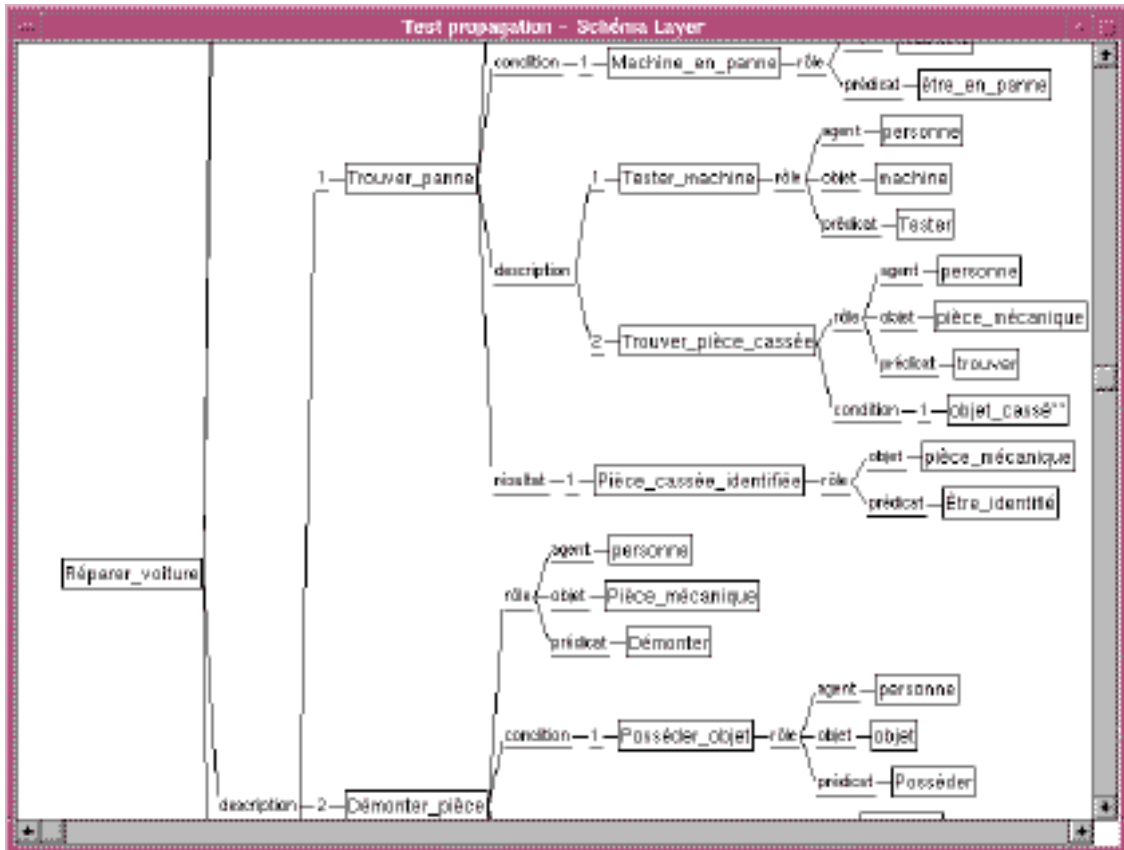 Test propagation - Schéma Layer
condition 1 Machine_en_panne rôle
prédicat être_en_panne
agent personne
1 Trouver_panne 1 Tester_machine rôle objet machine
prédicat Tester
description agent personne
rôle objet pièce_mécanique
2 Trouver_pièce_cassée
prédicat trouver
condition 1 objet_cassé**
objet pièce_mécanique
résultat 1 Pièce_cassée_identifiée rôle
prédicat Être_identifié
agent personne
Réparer_voiture
rôle objet Pièce_mécanique
prédicat Démonter
agent personne
condition 1 Posséder_objet rôle objet objet
prédicat Posséder
description 2 Démonter_pièce